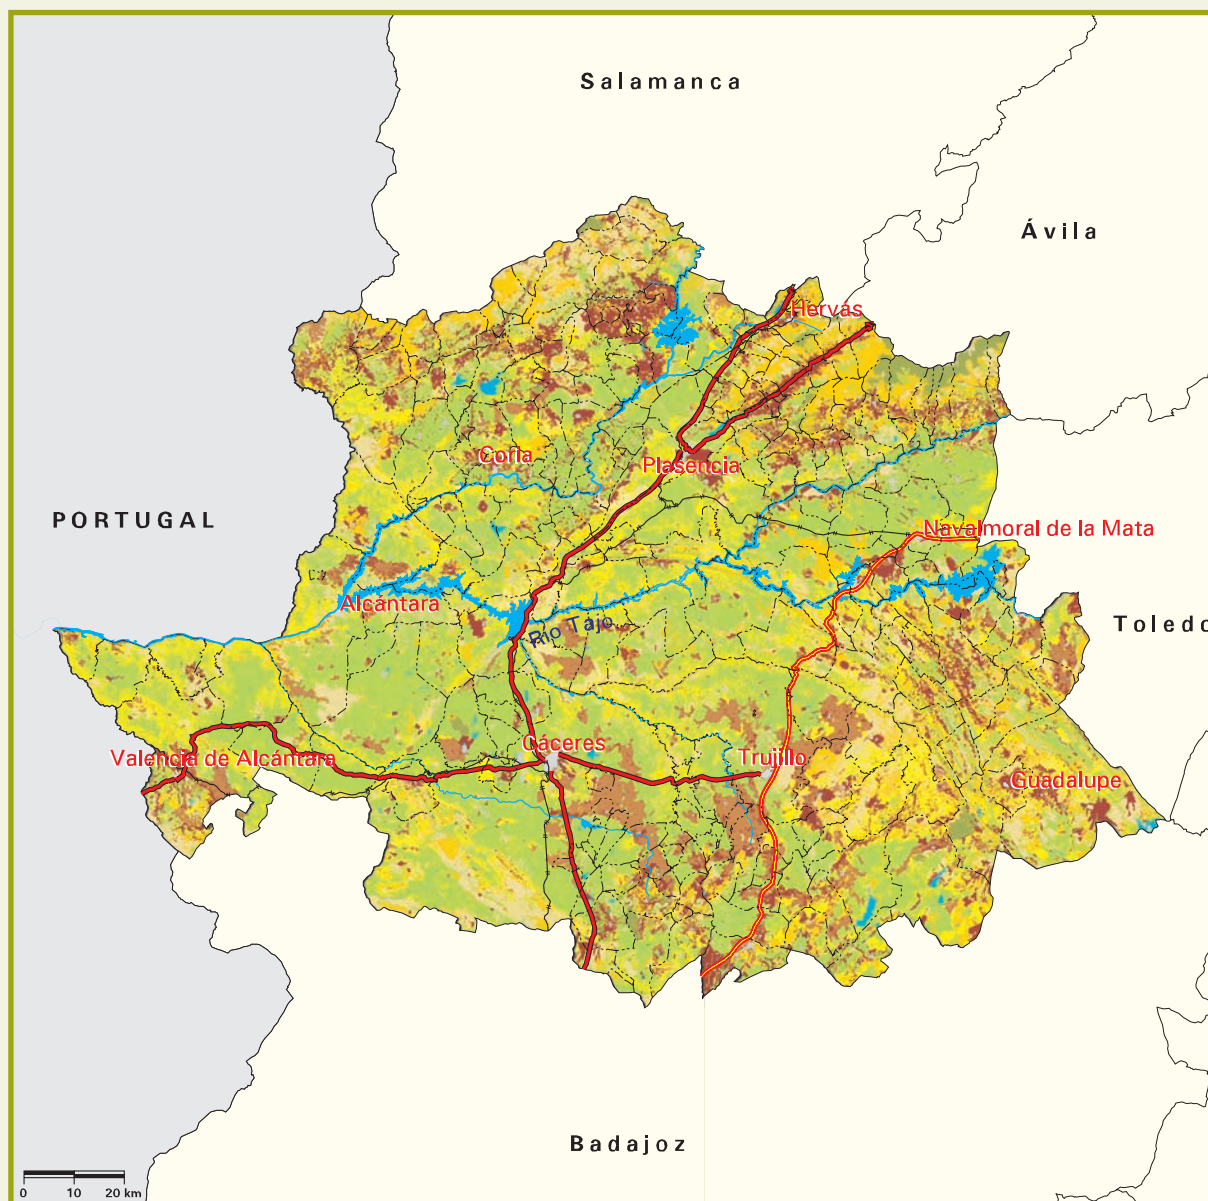 Salamanca
Ávila
Hervás
Coria
Plasencia
PORTUGAL
Navalmoral de la Mata
Alcántara
Río Tajo
Toledo
Cáceres
Valencia de Alcántara
Trujillo
Guadalupe
Badajoz
0 10 20 km